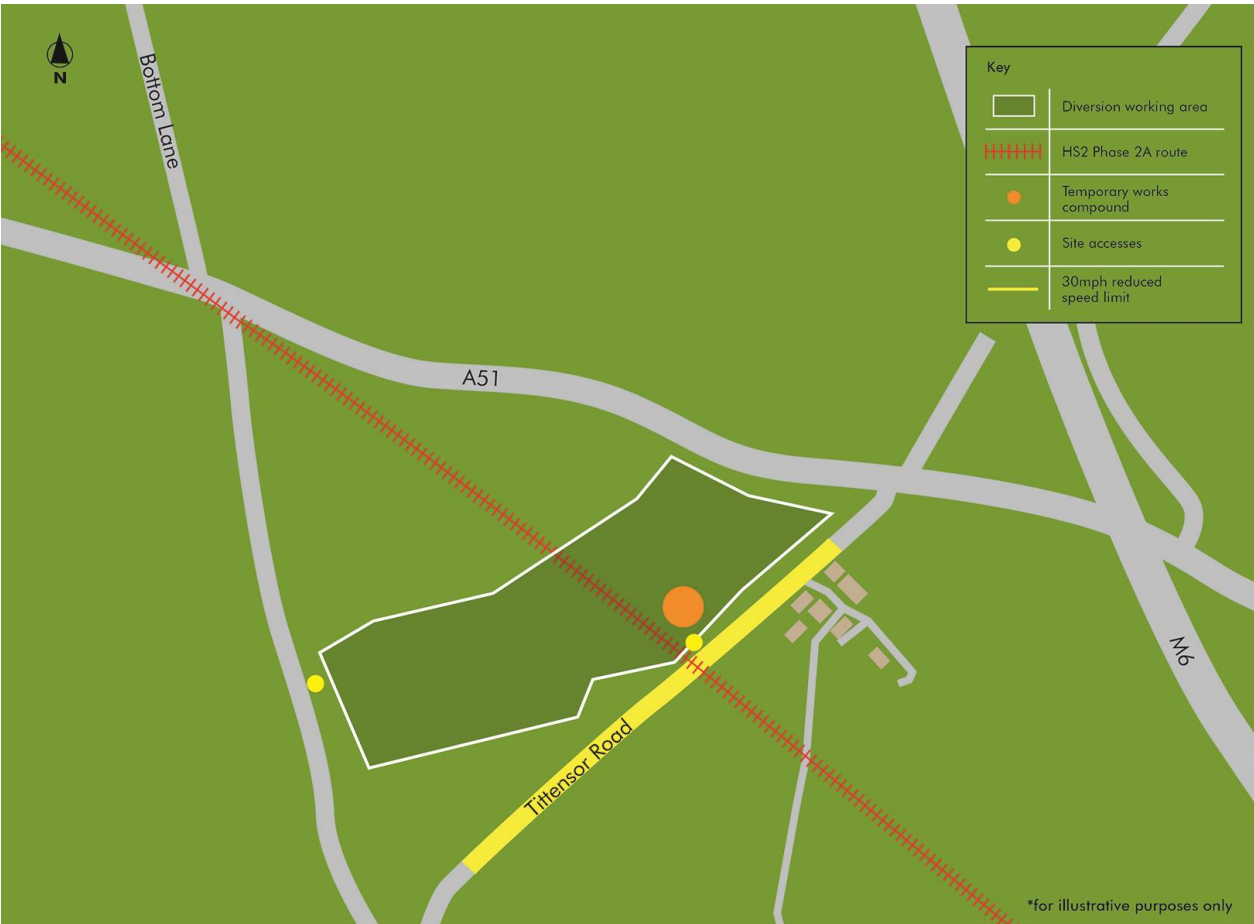 N
Bottom Lane
Key
Diversion working area
HS2 Phase 2A route
Temporary works
compound
Site accesses
30mph reduced
speed limit
A51
M6
Tittensor Road
*for illustrative purposes only